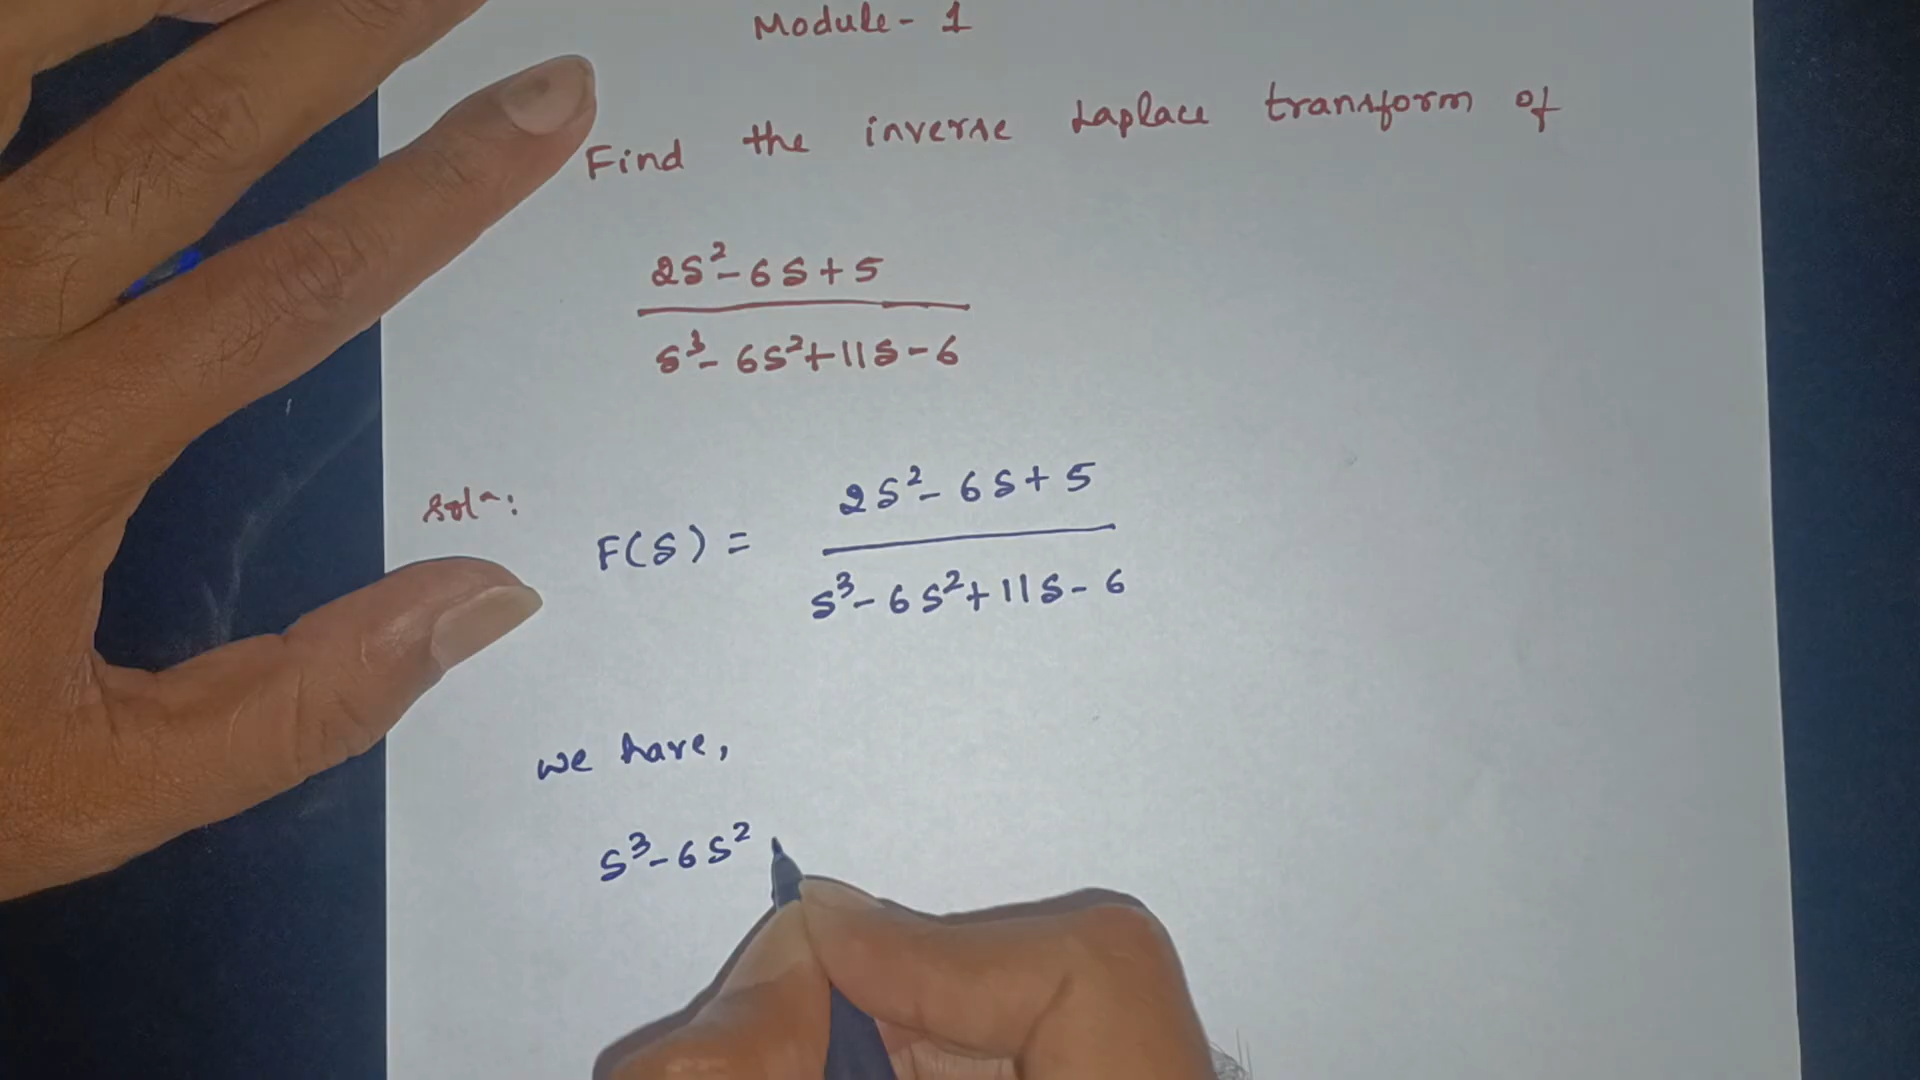 Module - 1
Find the inverse Laplace transform of
2s²-6s+5
s³-6s²+11s-6
Solⁿ:
F(s) = 2s²-6s+5
s³-6s²+11s-6
we have,
s³-6s²